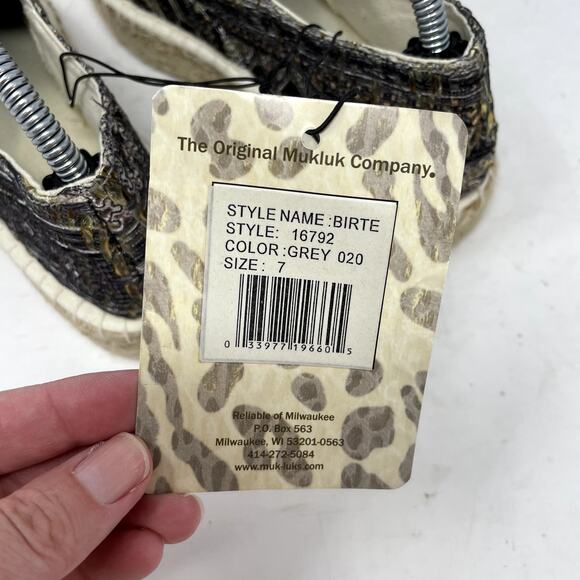 The Original Mukluk Company.
STYLE NAME :BIRTE
STYLE: 16792
COLOR :GREY 020
SIZE : 7
0 33977 19660 5
Reliable of Milwaukee
P.O. Box 563
Milwaukee, WI 53201-0563
414-272-5084
www.muk-luks.com